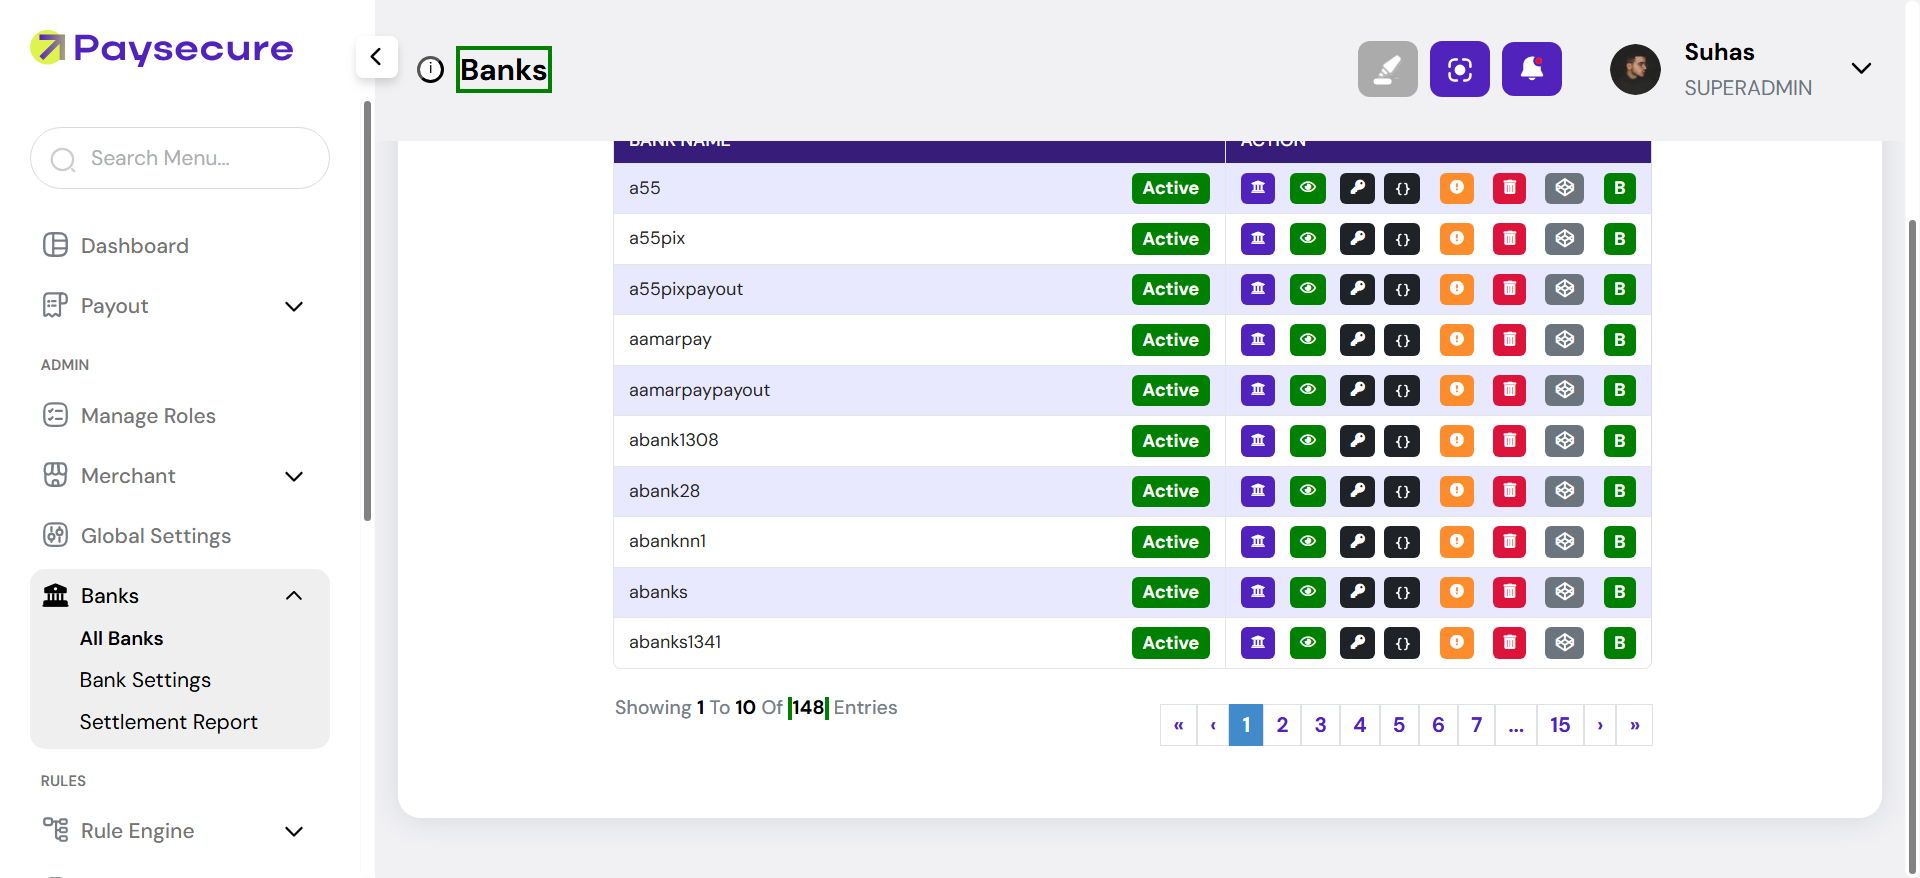 Paysecure
Banks
Suhas
SUPERADMIN
Search Menu...
Dashboard
Payout
ADMIN
Manage Roles
Merchant
Global Settings
Banks
All Banks
Bank Settings
Settlement Report
RULES
Rule Engine
BANK NAME ACTION
a55 Active {} B
a55pix Active {} B
a55pixpayout Active {} B
aamarpay Active {} B
aamarpaypayout Active {} B
abank1308 Active {} B
abank28 Active {} B
abanknn1 Active {} B
abanks Active {} B
abanks1341 Active {} B
Showing 1 To 10 Of 148 Entries
« ‹ 1 2 3 4 5 6 7 ... 15 › »